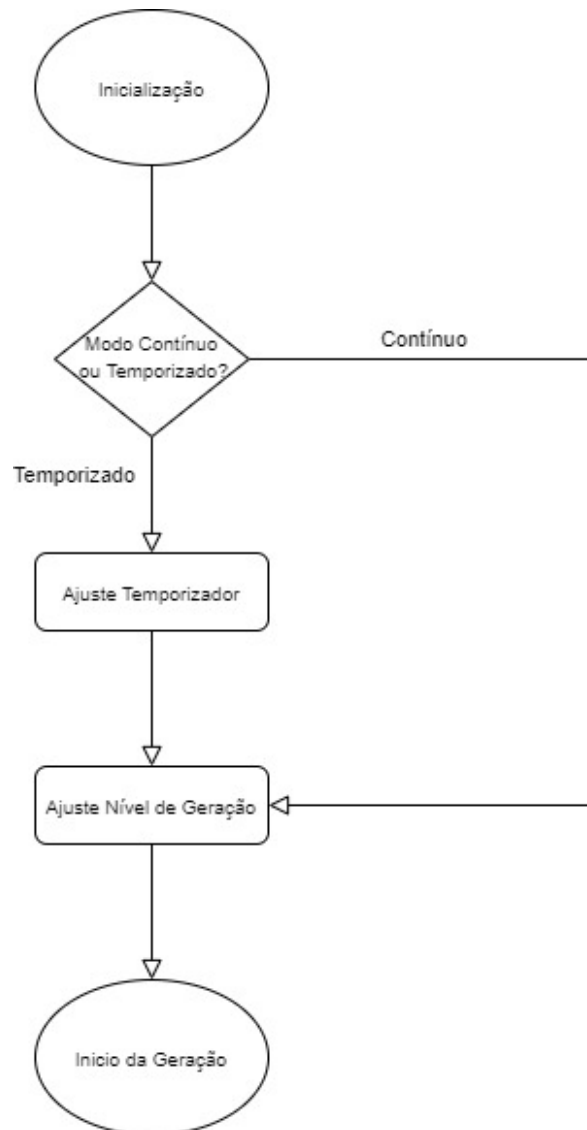 Inicialização
Modo Contínuo
ou Temporizado?
Contínuo
Temporizado
Ajuste Temporizador
Ajuste Nível de Geração
Inicio da Geração